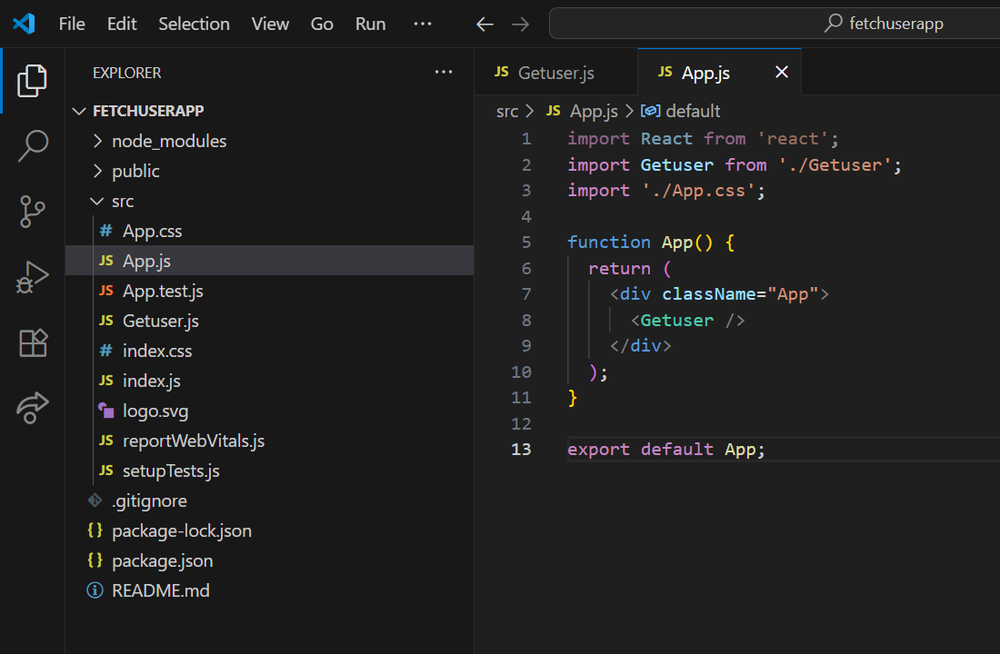 File Edit Selection View Go Run ···
fetchuserapp
EXPLORER ···
FETCHUSERAPP
node_modules
public
src
# App.css
JS App.js
JS App.test.js
JS Getuser.js
# index.css
JS index.js
logo.svg
JS reportWebVitals.js
JS setupTests.js
.gitignore
{} package-lock.json
{} package.json
README.md
JS Getuser.js JS App.js
src > JS App.js > default
1 import React from 'react';
2 import Getuser from './Getuser';
3 import './App.css';
4
5 function App() {
6 return (
7 <div className="App">
8 <Getuser />
9 </div>
10 );
11 }
12
13 export default App;